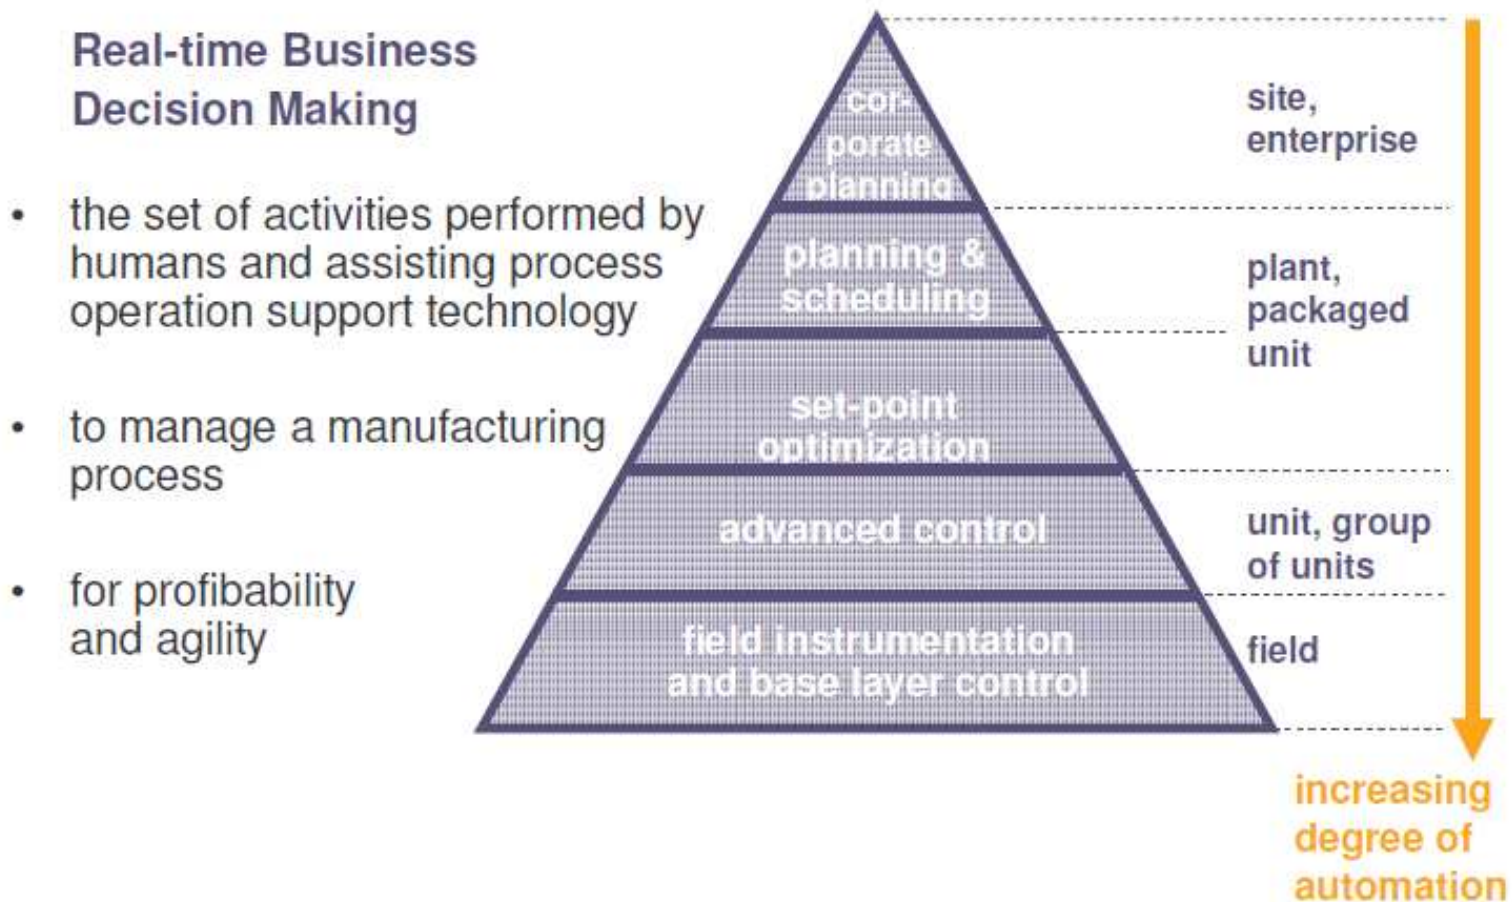 Real-time Business
Decision Making
• the set of activities performed by
humans and assisting process
operation support technology
• to manage a manufacturing
process
• for profibability
and agility
cor-
porate
planning
planning &
scheduling
set-point
optimization
advanced control
field instrumentation
and base layer control
site,
enterprise
plant,
packaged
unit
unit, group
of units
field
increasing
degree of
automation